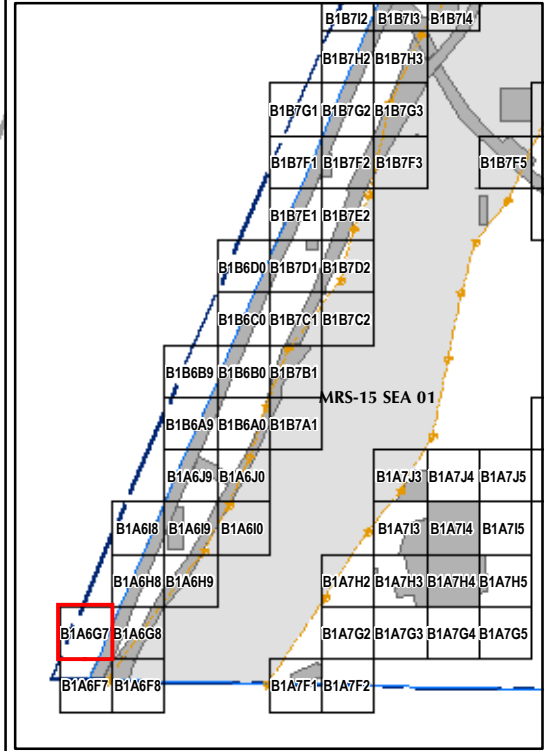 B1B7I2 B1B7I3 B1B7I4
B1B7H2 B1B7H3
B1B7G1 B1B7G2 B1B7G3
B1B7F1 B1B7F2 B1B7F3 B1B7F5
B1B7E1 B1B7E2
B1B6D0 B1B7D1 B1B7D2
B1B6C0 B1B7C1 B1B7C2
B1B6B9 B1B6B0 B1B7B1
MRS-15 SEA 01
B1B6A9 B1B6A0 B1B7A1
B1A6J9 B1A6J0 B1A7J3 B1A7J4 B1A7J5
B1A6I8 B1A6I9 B1A6I0 B1A7I3 B1A7I4 B1A7I5
B1A6H8 B1A6H9 B1A7H2 B1A7H3 B1A7H4 B1A7H5
B1A6G7 B1A6G8 B1A7G2 B1A7G3 B1A7G4 B1A7G5
B1A6F7 B1A6F8 B1A7F1 B1A7F2